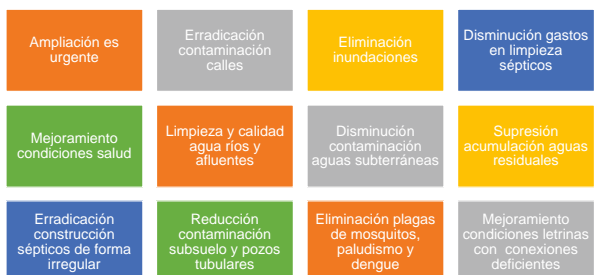 Ampliación es
urgente
Erradicación
contaminación
calles
Eliminación
inundaciones
Disminución gastos
en limpieza
sépticos
Mejoramiento
condiciones salud
Limpieza y calidad
agua ríos y
afluentes
Disminución
contaminación
aguas subterráneas
Supresión
acumulación aguas
residuales
Erradicación
construcción
sépticos de forma
irregular
Reducción
contaminación
subsuelo y pozos
tubulares
Eliminación plagas
de mosquitos,
paludismo y
dengue
Mejoramiento
condiciones letrinas
con conexiones
deficientes